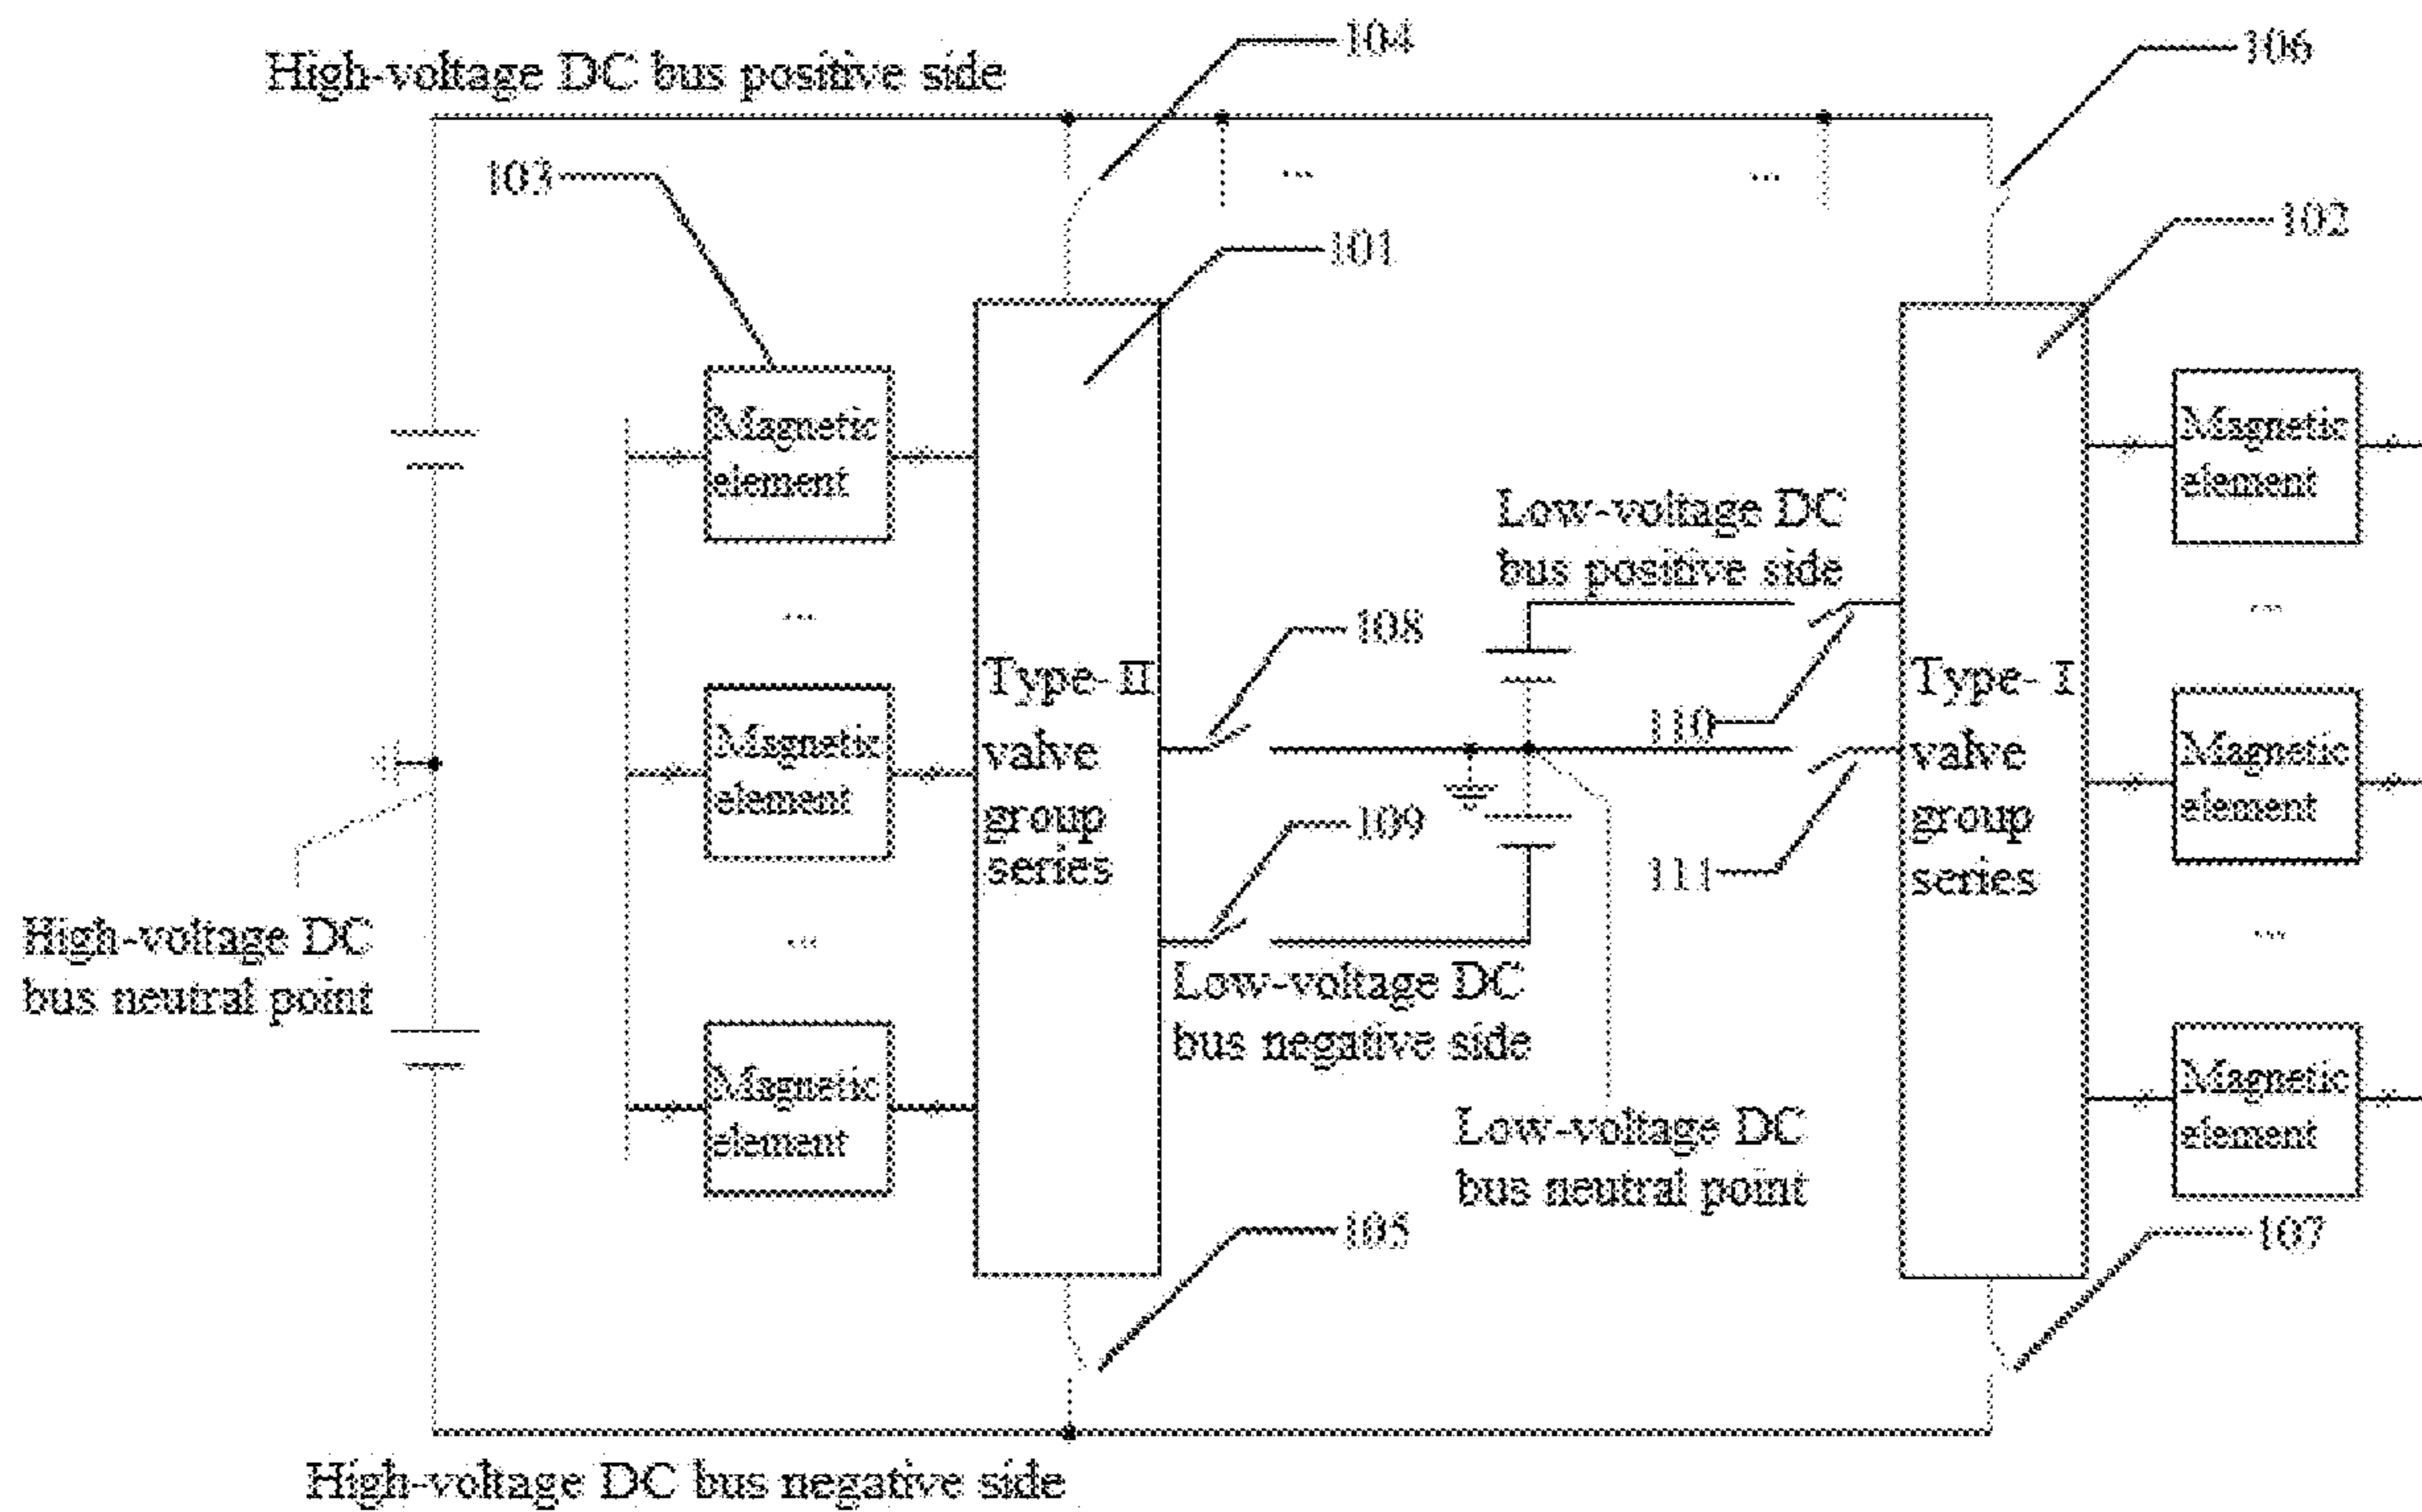 High-voltage DC bus positive side
104
106
103
101
102
Magnetic
element
...
Magnetic
element
...
Magnetic
element
Type-II
valve
group
series
108
109
Low-voltage DC
bus positive side
110
111
Type-I
valve
group
series
Magnetic
element
...
Magnetic
element
...
Magnetic
element
High-voltage DC
bus neutral point
Low-voltage DC
bus negative side
Low-voltage DC
bus neutral point
105
107
High-voltage DC bus negative side